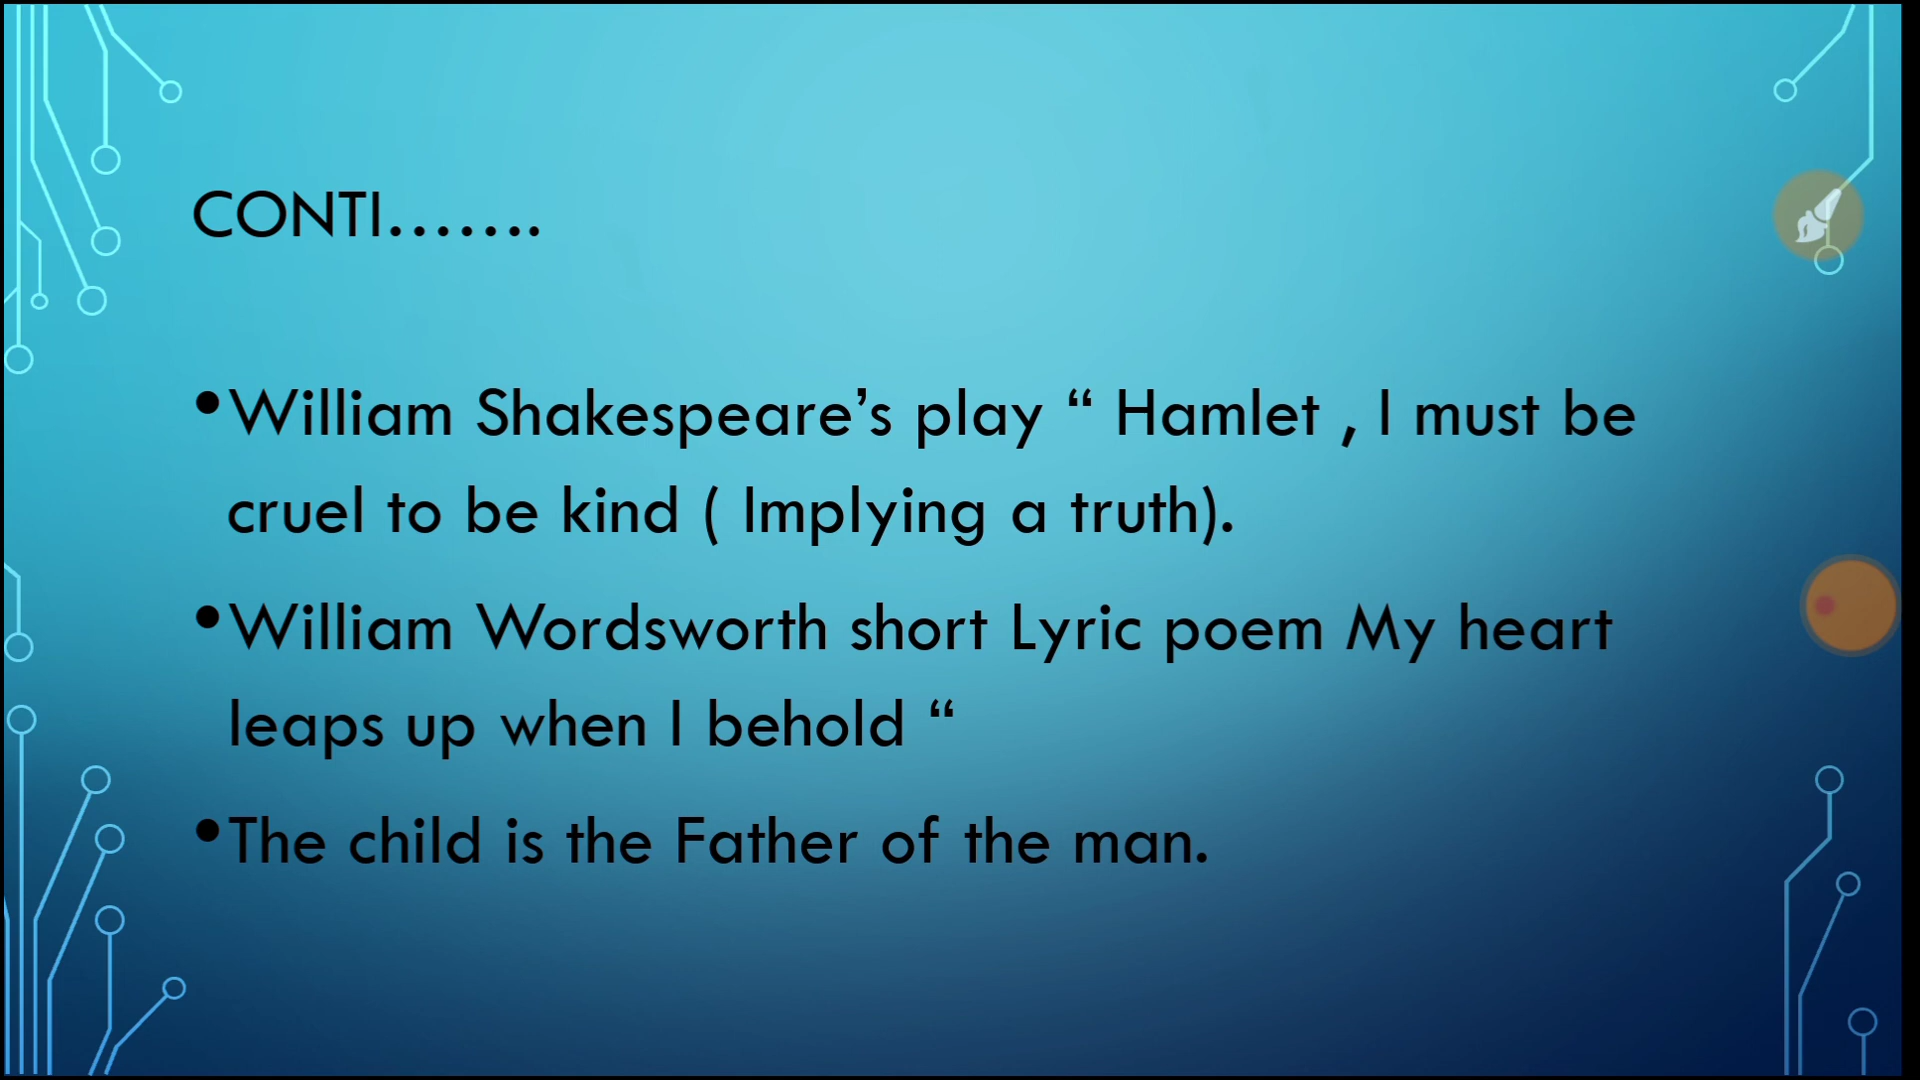 CONTI.......
•William Shakespeare’s play “ Hamlet , I must be
cruel to be kind ( Implying a truth).
•William Wordsworth short Lyric poem My heart
leaps up when I behold “
•The child is the Father of the man.